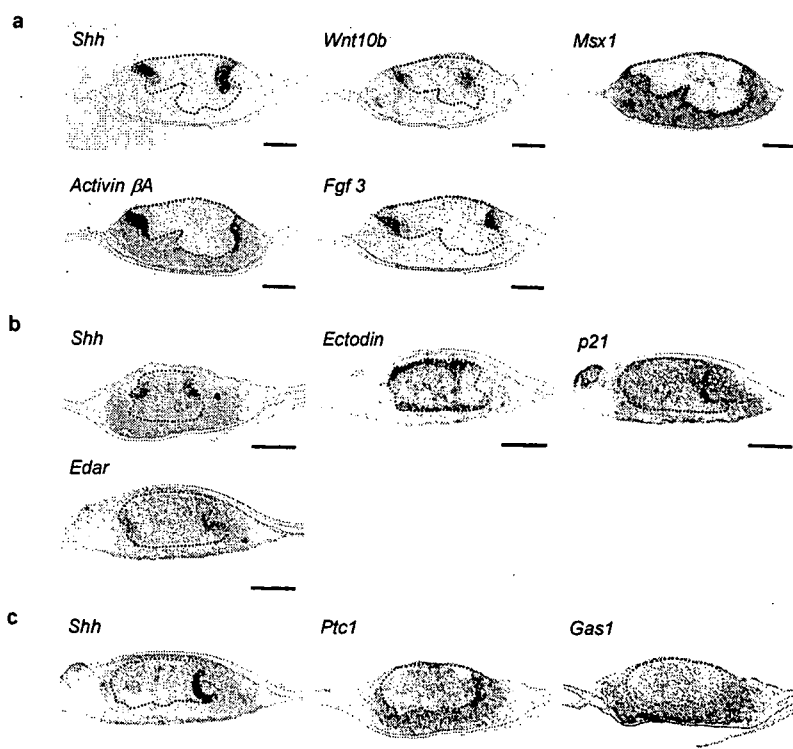 a
Shh Wnt10b Msx1
Activin βA Fgf 3
b
Shh Ectodin p21
Edar
c
Shh Ptc1 Gas1